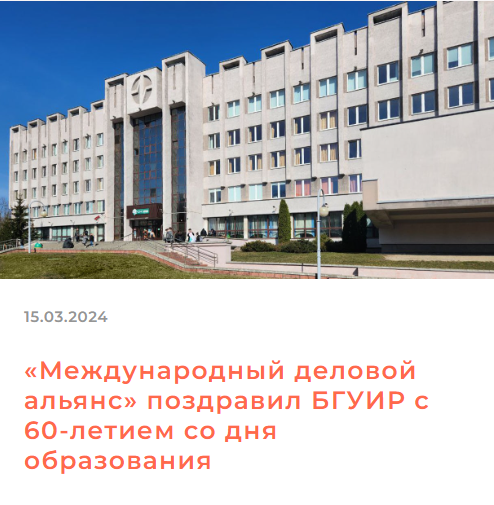 15.03.2024
«Международный деловой
альянс» поздравил БГУИР с
60-летием со дня
образования